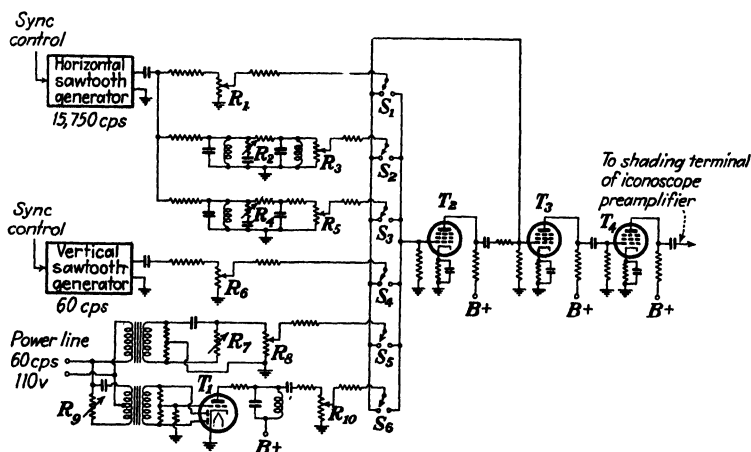 Sync
control
Horizontal
sawtooth
generator
15,750 cps
R1
S1
R2
R3
S2
R4
R5
S3
Sync
control
Vertical
sawtooth
generator
60 cps
R6
S4
T2
T3
T4
To shading terminal
of iconoscope
preamplifier
B+
B+
B+
Power line
60 cps
110v
R7
R8
S5
R9
T1
B+
R10
S6